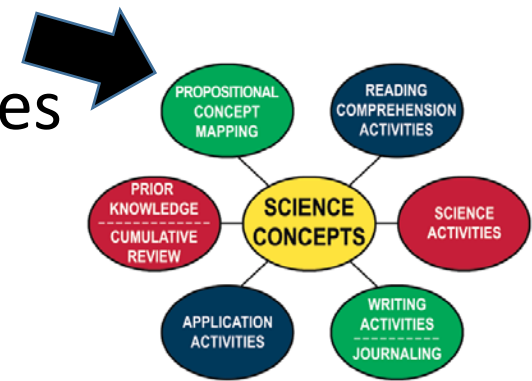 es
PROPOSITIONAL
CONCEPT
MAPPING
READING
COMPREHENSION
ACTIVITIES
PRIOR
KNOWLEDGE
CUMULATIVE
REVIEW
SCIENCE
CONCEPTS
SCIENCE
ACTIVITIES
APPLICATION
ACTIVITIES
WRITING
ACTIVITIES
JOURNALING